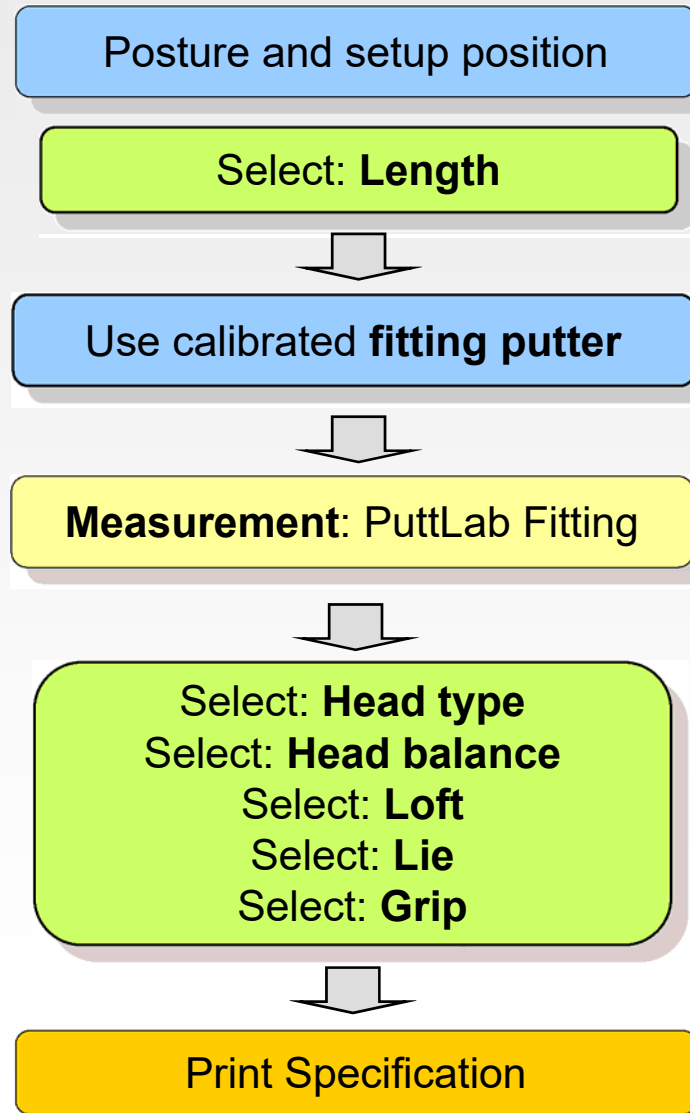 Posture and setup position
Select: Length
Use calibrated fitting putter
Measurement: PuttLab Fitting
Select: Head type
Select: Head balance
Select: Loft
Select: Lie
Select: Grip
Print Specification